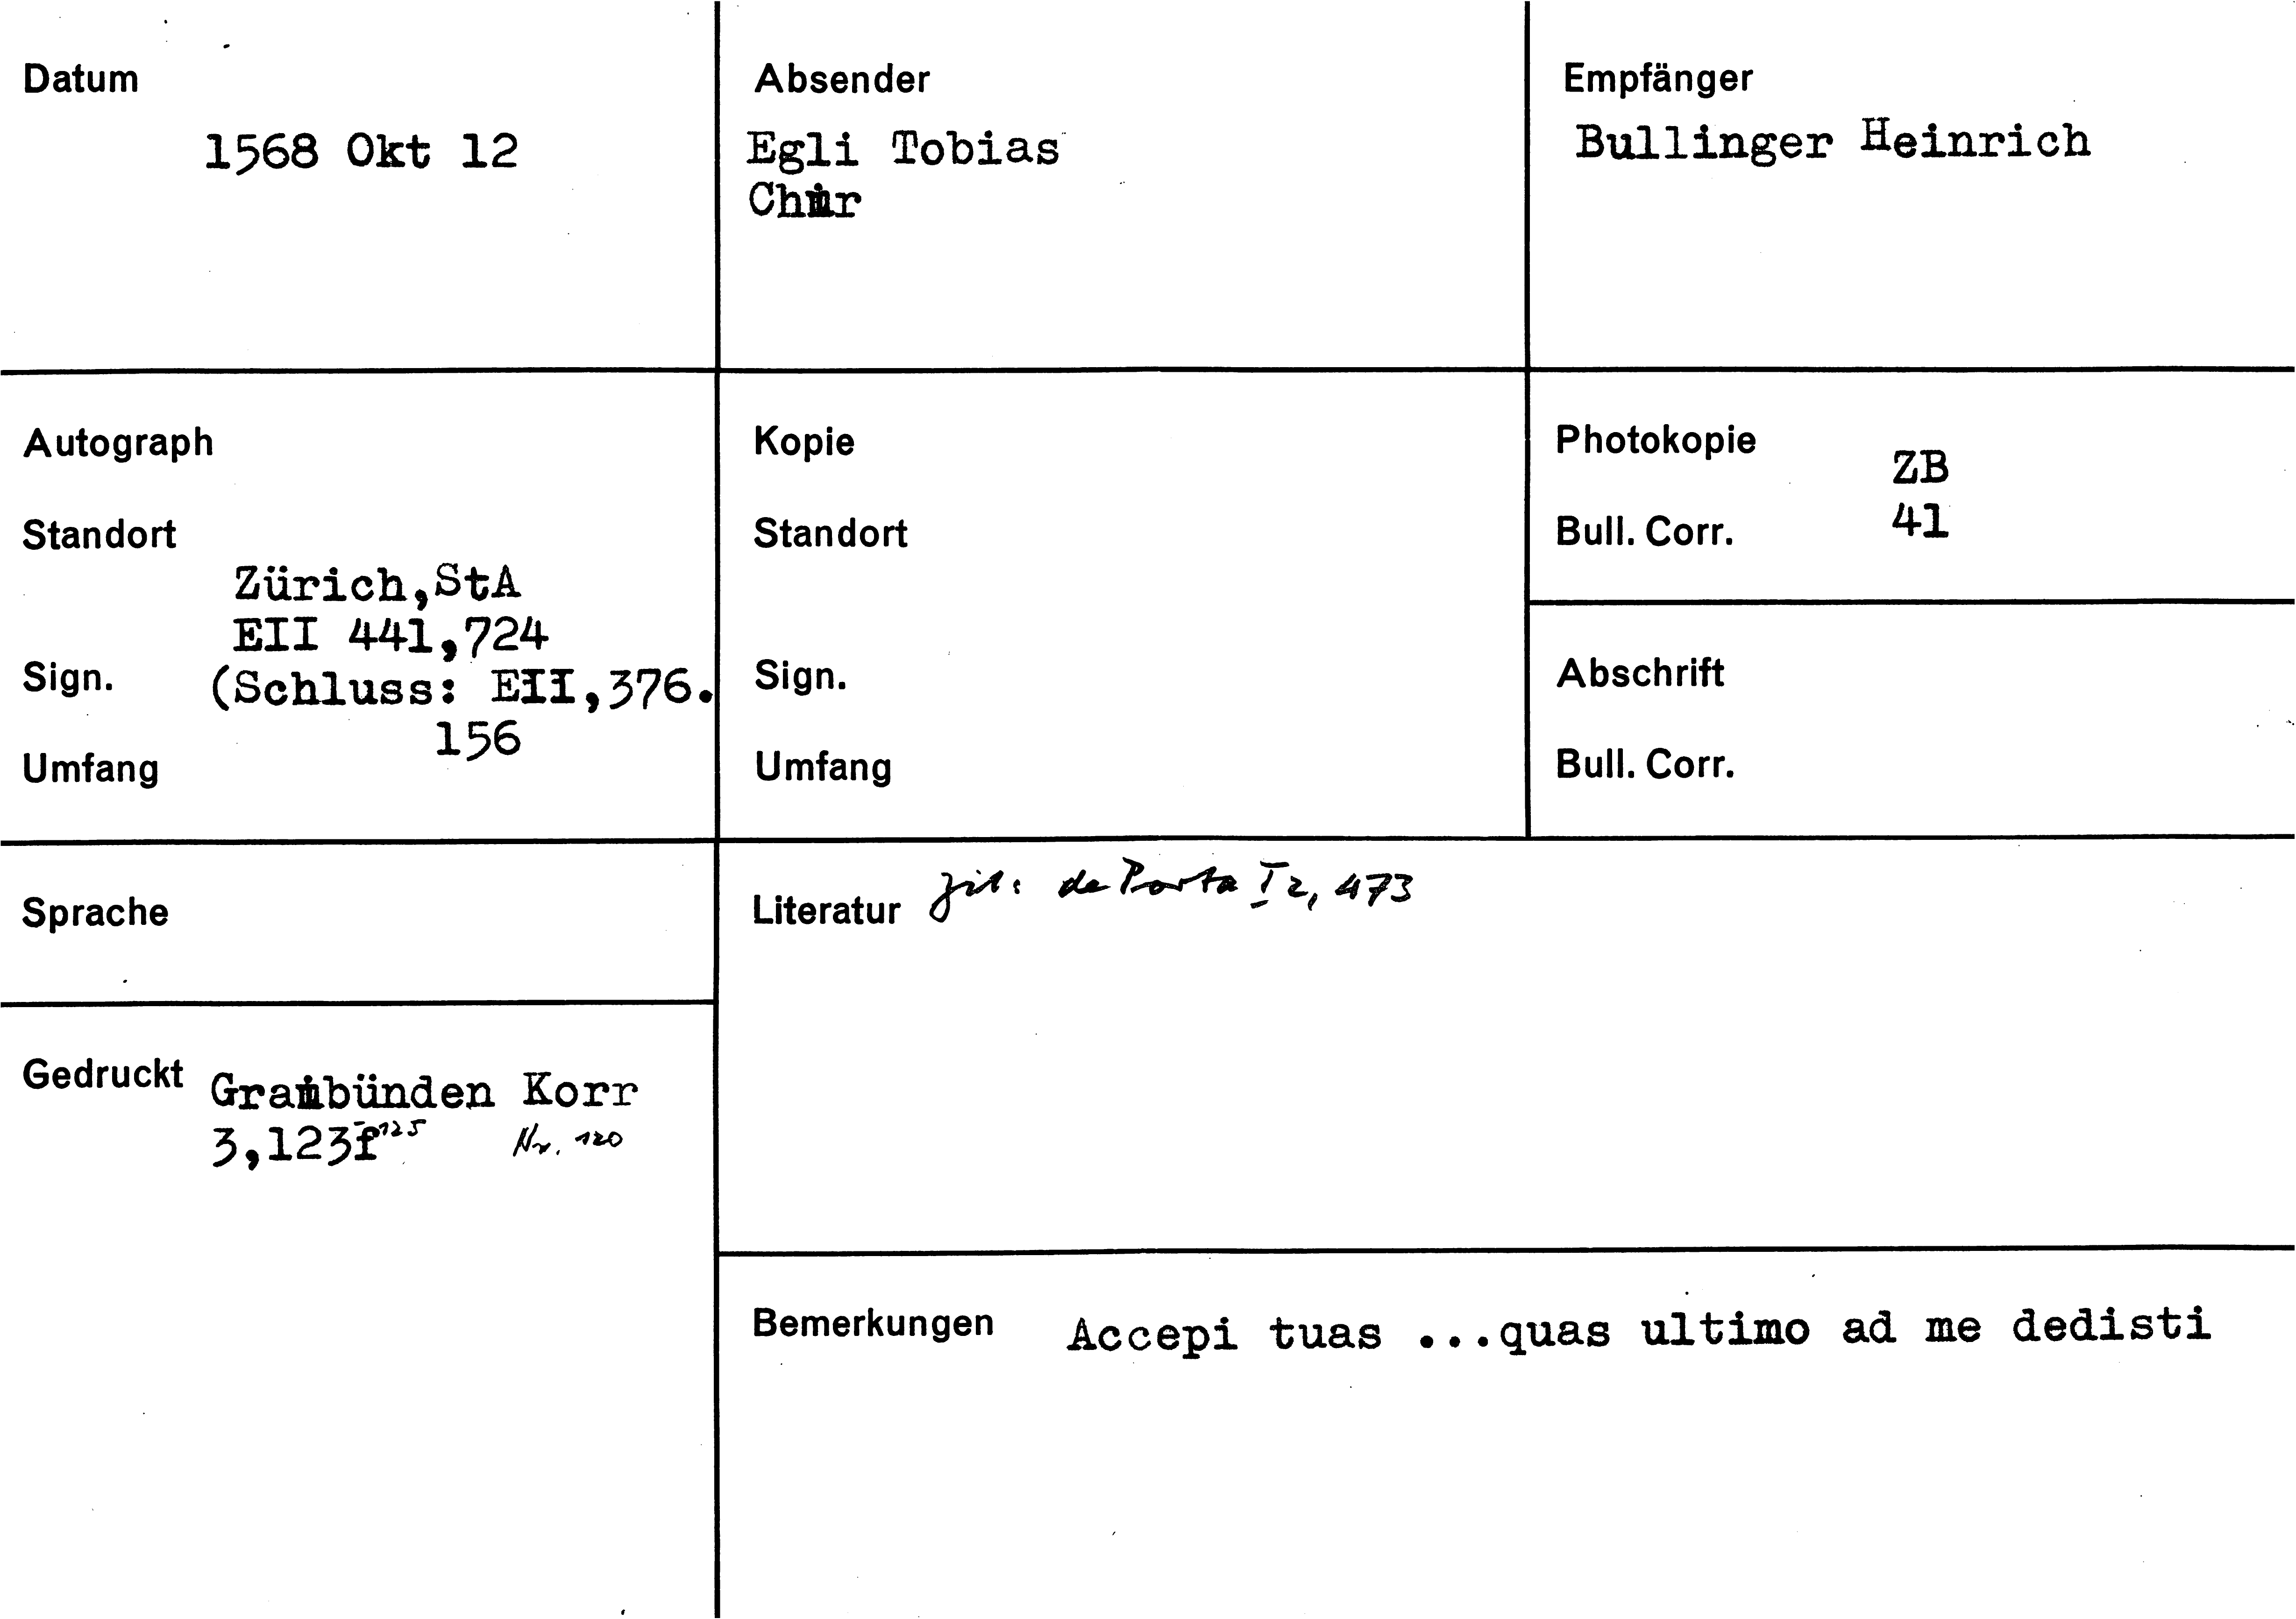 Datum
1568 Okt 12
Absender
Egli Tobias
Chur
Empfänger
Bullinger Heinrich
Autograph
Standort
Zürich,StA
EII 441,724
Sign. (Schluss: EII,376.
156
Umfang
Kopie
Standort
Sign.
Umfang
Photokopie ZB
Bull. Corr. 41
Abschrift
Bull. Corr.
Sprache
Literatur zit: de Porta I 2, 473
Gedruckt Graubünden Korr
3,123f-125 Nr. 120
Bemerkungen Accepi tuas ...quas ultimo ad me dedisti